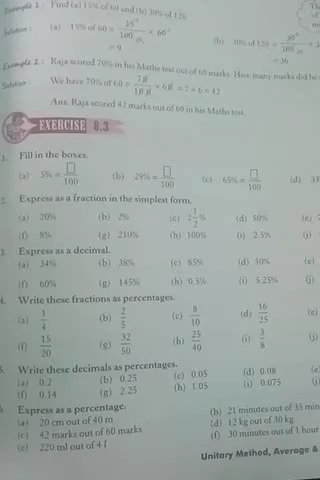 Example 1 : Find (a) 15% of 60 and (b) 30% of 120
Solution : (a) 15% of 60 = 15/100 × 60
= 9
(b) 30% of 120 = 30/100 ×
= 36
Example 2 : Raja scored 70% in his Maths test out of 60 marks. How many marks did he
Solution : We have 70% of 60 = 70/100 × 60 = 7 × 6 = 42
Ans. Raja scored 42 marks out of 60 in his Maths test.
EXERCISE 8.3
1. Fill in the boxes.
(a) 5% = □/100 (b) 29% = □/100 (c) 65% = □/100 (d) 33
2. Express as a fraction in the simplest form.
(a) 20% (b) 2% (c) 2 1/2 % (d) 50% (e)
(f) 8% (g) 210% (h) 100% (i) 2.5% (j)
3. Express as a decimal.
(a) 34% (b) 38% (c) 85% (d) 50% (e)
(f) 60% (g) 145% (h) 0.5% (i) 5.25% (j)
4. Write these fractions as percentages.
(a) 1/4 (b) 2/5 (c) 8/10 (d) 16/25 (e)
(f) 15/20 (g) 32/50 (h) 25/40 (i) 3/8 (j)
5. Write these decimals as percentages.
(a) 0.2 (b) 0.25 (c) 0.05 (d) 0.08 (e)
(f) 0.14 (g) 2.25 (h) 1.05 (i) 0.075 (j)
Express as a percentage.
(a) 20 cm out of 40 m (b) 21 minutes out of 35 min
(c) 42 marks out of 60 marks (d) 12 kg out of 30 kg
(e) 220 ml out of 4 l (f) 30 minutes out of 1 hour
Unitary Method, Average &